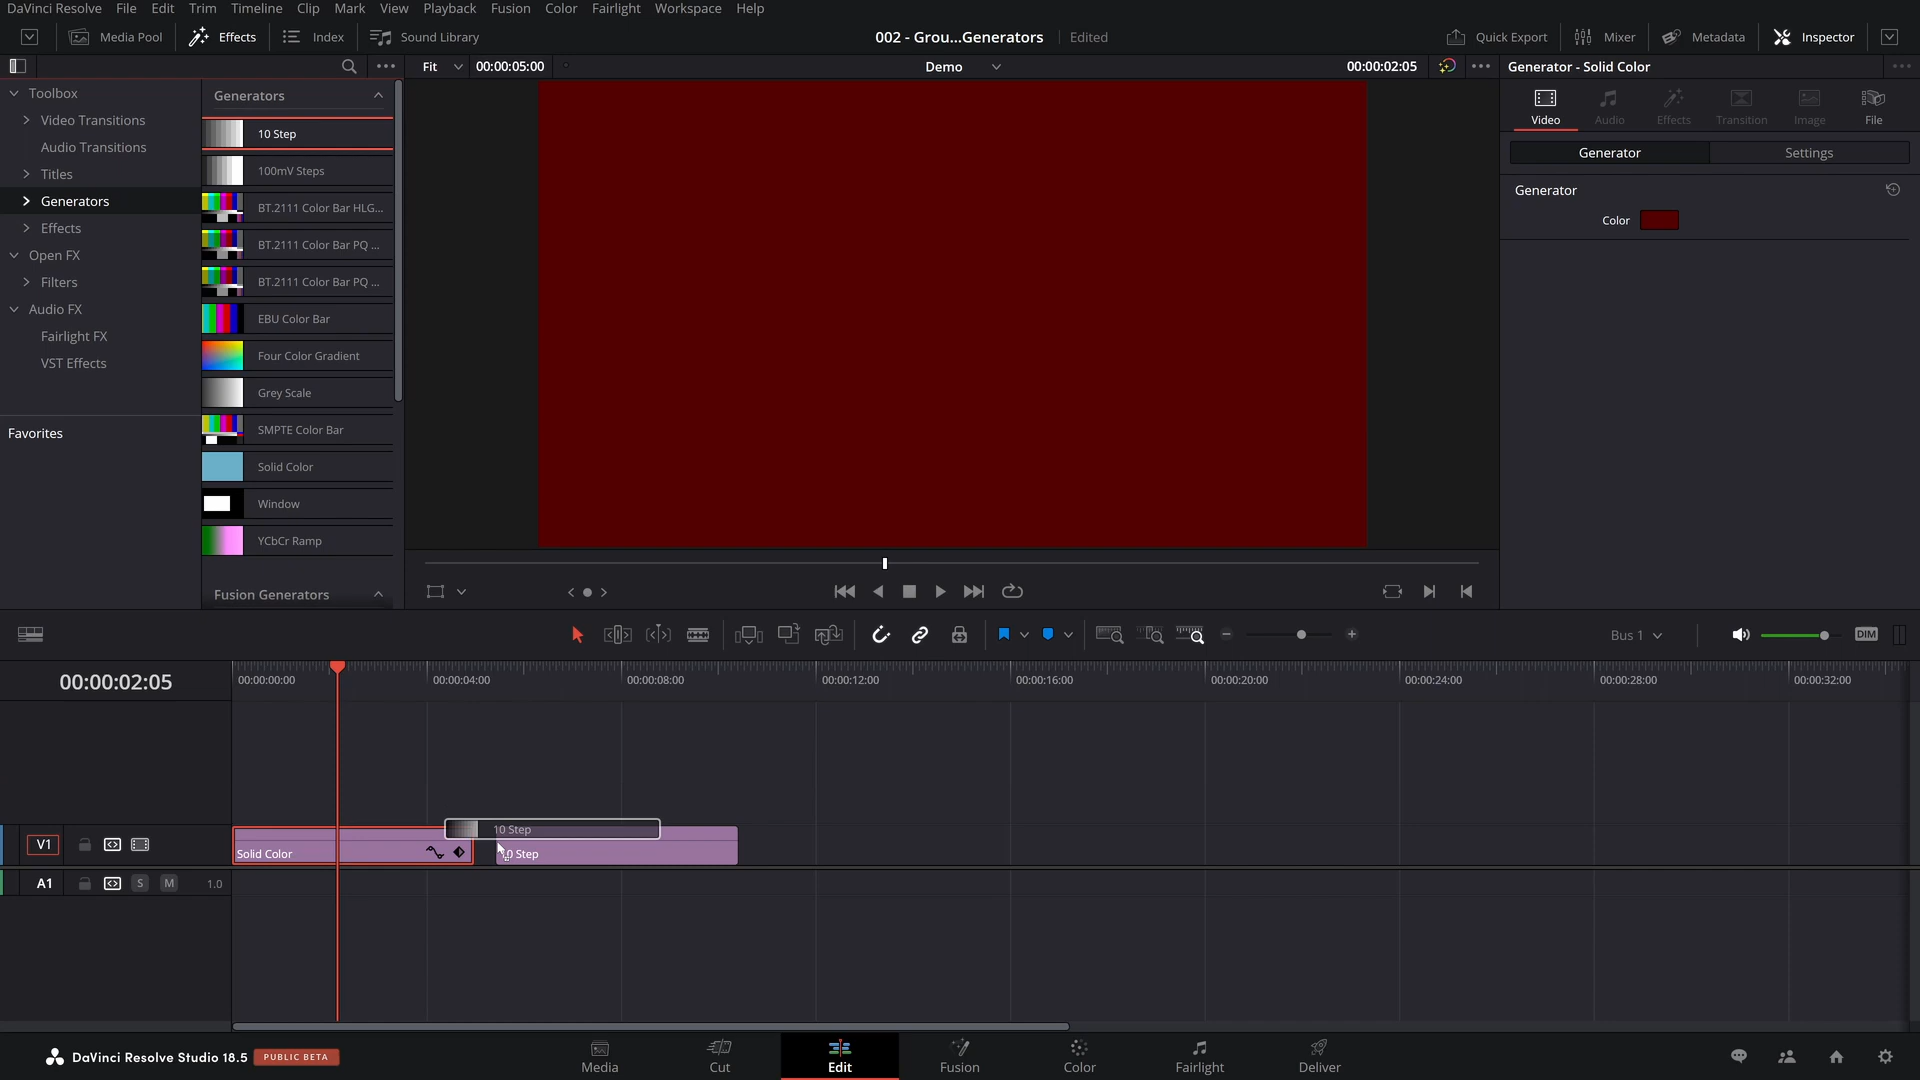 DaVinci Resolve File Edit Trim Timeline Clip Mark View Playback Fusion Color Fairlight Workspace Help
Media Pool Effects Index Sound Library 002 - Grou...Generators Edited Quick Export Mixer Metadata Inspector
Fit 00:00:05:00 Demo 00:00:02:05 Generator - Solid Color
Toolbox
Video Transitions
Audio Transitions
Titles
Generators
Effects
Open FX
Filters
Audio FX
Fairlight FX
VST Effects
Favorites
Generators
10 Step
100mV Steps
BT.2111 Color Bar HLG...
BT.2111 Color Bar PQ ...
BT.2111 Color Bar PQ ...
EBU Color Bar
Four Color Gradient
Grey Scale
SMPTE Color Bar
Solid Color
Window
YCbCr Ramp
Fusion Generators
Video Audio Effects Transition Image File
Generator Settings
Generator
Color
Bus 1 DIM
00:00:02:05
00:00:00:00 00:00:04:00 00:00:08:00 00:00:12:00 00:00:16:00 00:00:20:00 00:00:24:00 00:00:28:00 00:00:32:00
10 Step
V1 Solid Color 10 Step
A1 S M 1.0
DaVinci Resolve Studio 18.5 PUBLIC BETA
Media Cut Edit Fusion Color Fairlight Deliver